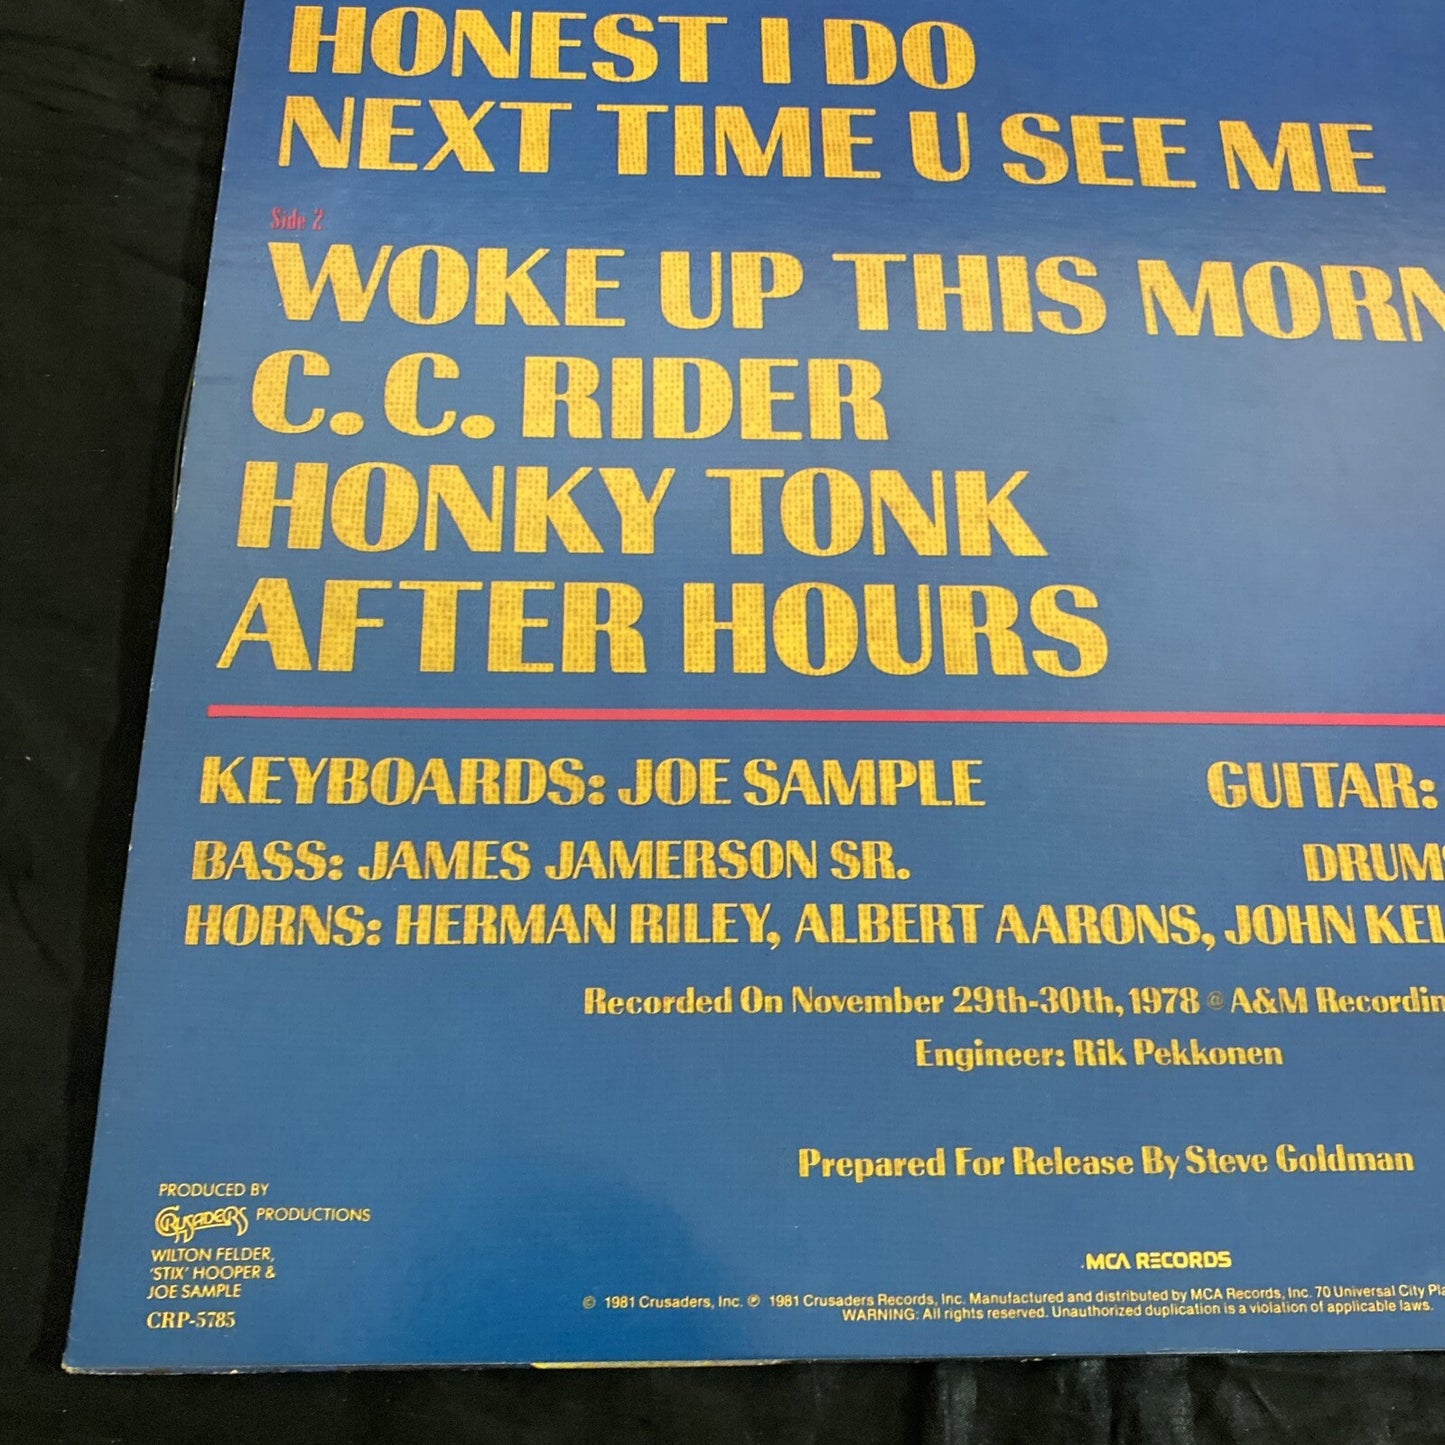 HONEST I DO
NEXT TIME U SEE ME
Side 2
WOKE UP THIS MORN
C. C. RIDER
HONKY TONK
AFTER HOURS
KEYBOARDS: JOE SAMPLE GUITAR:
BASS: JAMES JAMERSON SR. DRUM
HORNS: HERMAN RILEY, ALBERT AARONS, JOHN KEL
Recorded On November 29th-30th, 1978 @ A&M Recordin
Engineer: Rik Pekkonen
Prepared For Release By Steve Goldman
PRODUCED BY
CRUSADERS PRODUCTIONS
WILTON FELDER,
'STIX' HOOPER &
JOE SAMPLE
CRP-5785
MCA RECORDS
© 1981 Crusaders, Inc. ℗ 1981 Crusaders Records, Inc. Manufactured and distributed by MCA Records, Inc. 70 Universal City Pla
WARNING: All rights reserved. Unauthorized duplication is a violation of applicable laws.